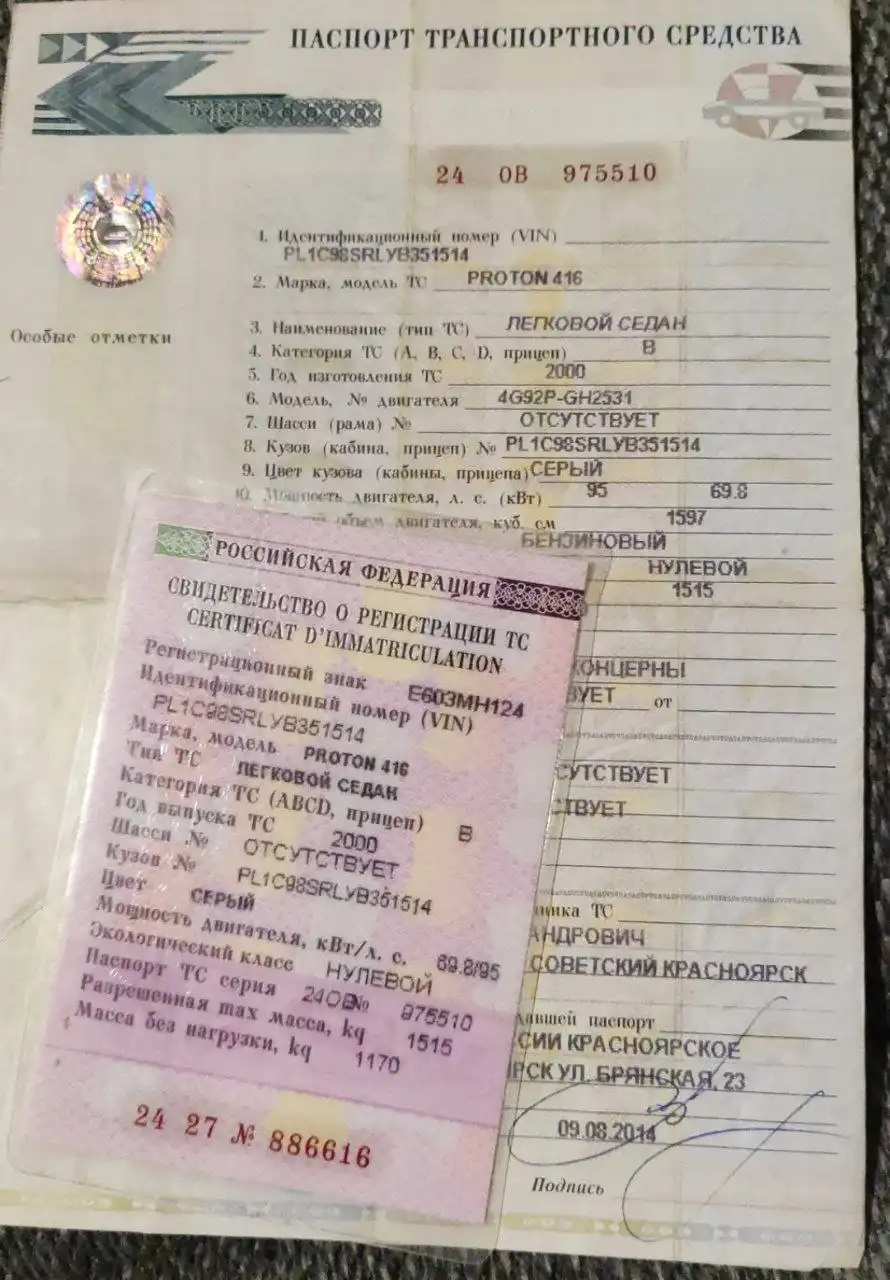 ПАСПОРТ ТРАНСПОРТНОГО СРЕДСТВА
24 ОВ 975510
1. Идентификационный номер (VIN)
PL1C98SRLYB351514
2. Марка, модель ТС PROTON 416
3. Наименование (тип ТС) ЛЕГКОВОЙ СЕДАН
Особые отметки
4. Категория ТС (A, B, C, D, прицеп) B
5. Год изготовления ТС 2000
6. Модель, № двигателя 4G92P-GH2531
7. Шасси (рама) № ОТСУТСТВУЕТ
8. Кузов (кабина, прицеп) № PL1C98SRLYB351514
9. Цвет кузова (кабины, прицепа) СЕРЫЙ
10. Мощность двигателя, л. с. (кВт) 95 69.8
объем двигателя, куб. см 1597
БЕНЗИНОВЫЙ
НУЛЕВОЙ
1515
КОНЦЕРНЫ
ВУЕТ от
СУТСТВУЕТ
СТВУЕТ
ника ТС
АНДРОВИЧ
СОВЕТСКИЙ КРАСНОЯРСК
давшей паспорт
СИИ КРАСНОЯРСКОЕ
РСК УЛ. БРЯНСКАЯ, 23
09.08.2014
Подпись
РОССИЙСКАЯ ФЕДЕРАЦИЯ
СВИДЕТЕЛЬСТВО О РЕГИСТРАЦИИ ТС
CERTIFICAT D'IMMATRICULATION
Регистрационный знак Е603МН124
Идентификационный номер (VIN)
PL1C98SRLYB351514
Марка, модель PROTON 416
Тип ТС ЛЕГКОВОЙ СЕДАН
Категория ТС (ABCD, прицеп) B
Год выпуска ТС 2000
Шасси № ОТСУТСТВУЕТ
Кузов № PL1C98SRLYB351514
Цвет СЕРЫЙ
Мощность двигателя, кВт/л. с. 69.8/95
Экологический класс НУЛЕВОЙ
Паспорт ТС серия 24ОВ № 975510
Разрешенная max масса, kg 1515
Масса без нагрузки, kg 1170
24 27 № 886616